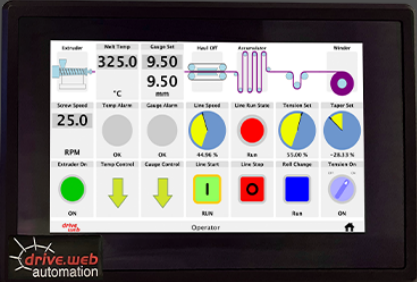 Extruder Melt Temp Gauge Set Haul Off Accumulator Winder
325.0 9.50
9.50
°C mm
Screw Speed Temp Alarm Gauge Alarm Line Speed Line Run State Tension Set Taper Set
25.0
RPM OK OK 44.96 % Run 55.00 % -28.33 %
Extruder On Temp Control Gauge Control Line Start Line Stop Roll Change Tension On
I O
ON RUN Run ON
drive.web Operator
drive.web
automation